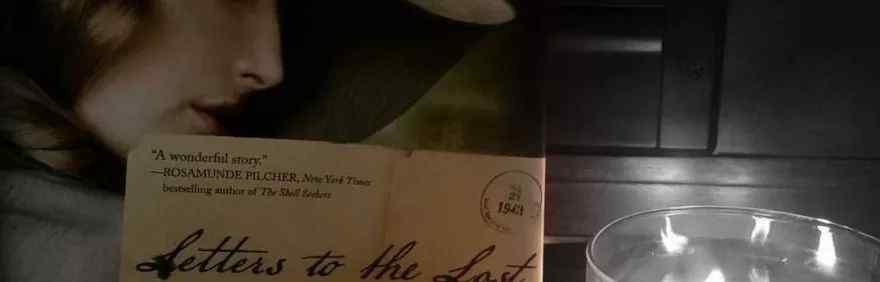 "A wonderful story."
—ROSAMUNDE PILCHER, New York Times
bestselling author of The Shell Seekers
1943
Letters to the Lost